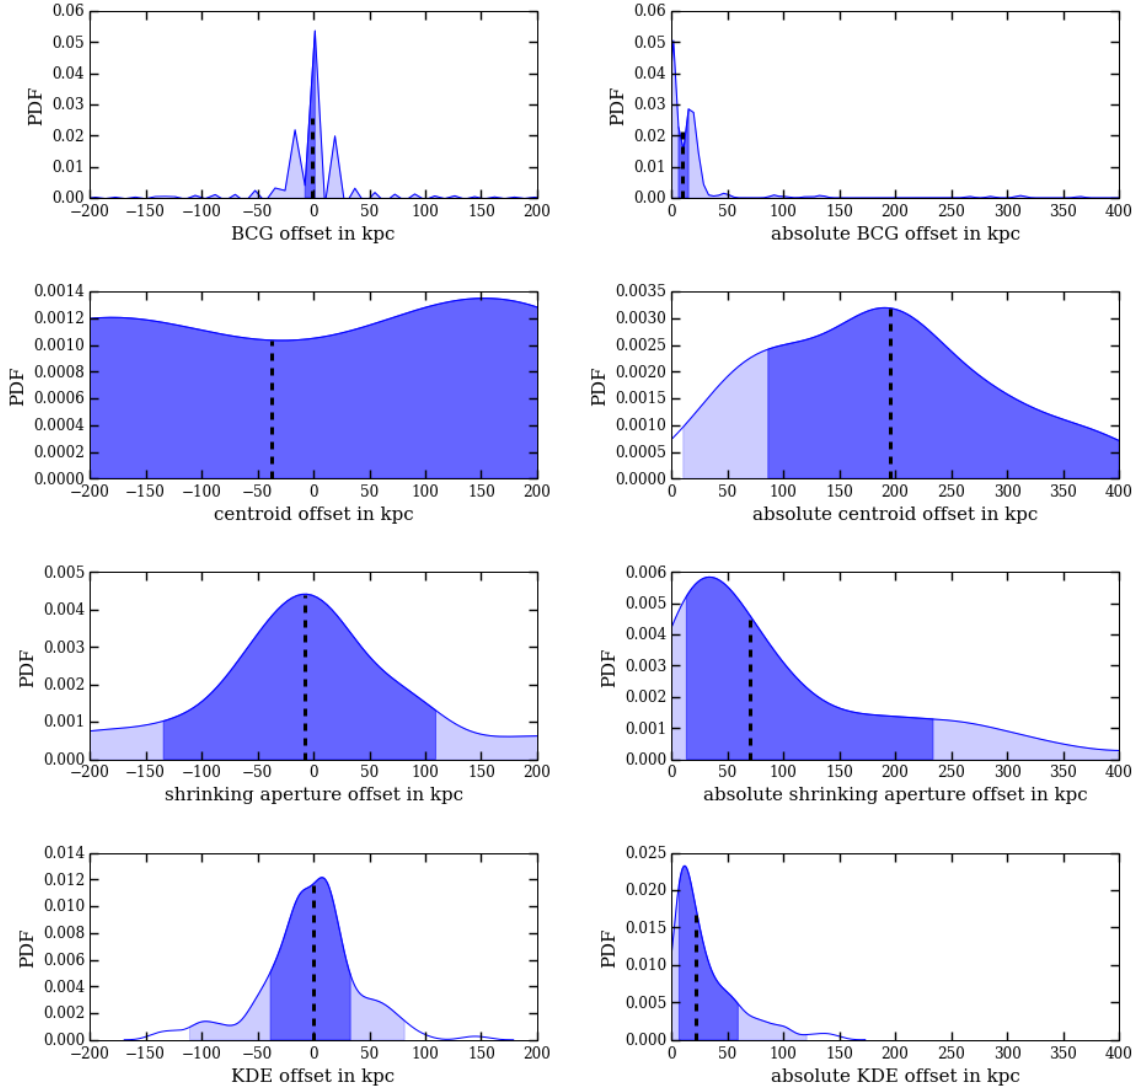 0.06
0.05
0.04
0.03
0.02
0.01
0.00
PDF
−200 −150 −100 −50 0 50 100 150 200
BCG offset in kpc
0.06
0.05
0.04
0.03
0.02
0.01
0.00
PDF
0 50 100 150 200 250 300 350 400
absolute BCG offset in kpc
0.0014
0.0012
0.0010
0.0008
0.0006
0.0004
0.0002
0.0000
PDF
−200 −150 −100 −50 0 50 100 150 200
centroid offset in kpc
0.0035
0.0030
0.0025
0.0020
0.0015
0.0010
0.0005
0.0000
PDF
0 50 100 150 200 250 300 350 400
absolute centroid offset in kpc
0.005
0.004
0.003
0.002
0.001
0.000
PDF
−200 −150 −100 −50 0 50 100 150 200
shrinking aperture offset in kpc
0.006
0.005
0.004
0.003
0.002
0.001
0.000
PDF
0 50 100 150 200 250 300 350 400
absolute shrinking aperture offset in kpc
0.014
0.012
0.010
0.008
0.006
0.004
0.002
0.000
PDF
−200 −150 −100 −50 0 50 100 150 200
KDE offset in kpc
0.025
0.020
0.015
0.010
0.005
0.000
PDF
0 50 100 150 200 250 300 350 400
absolute KDE offset in kpc